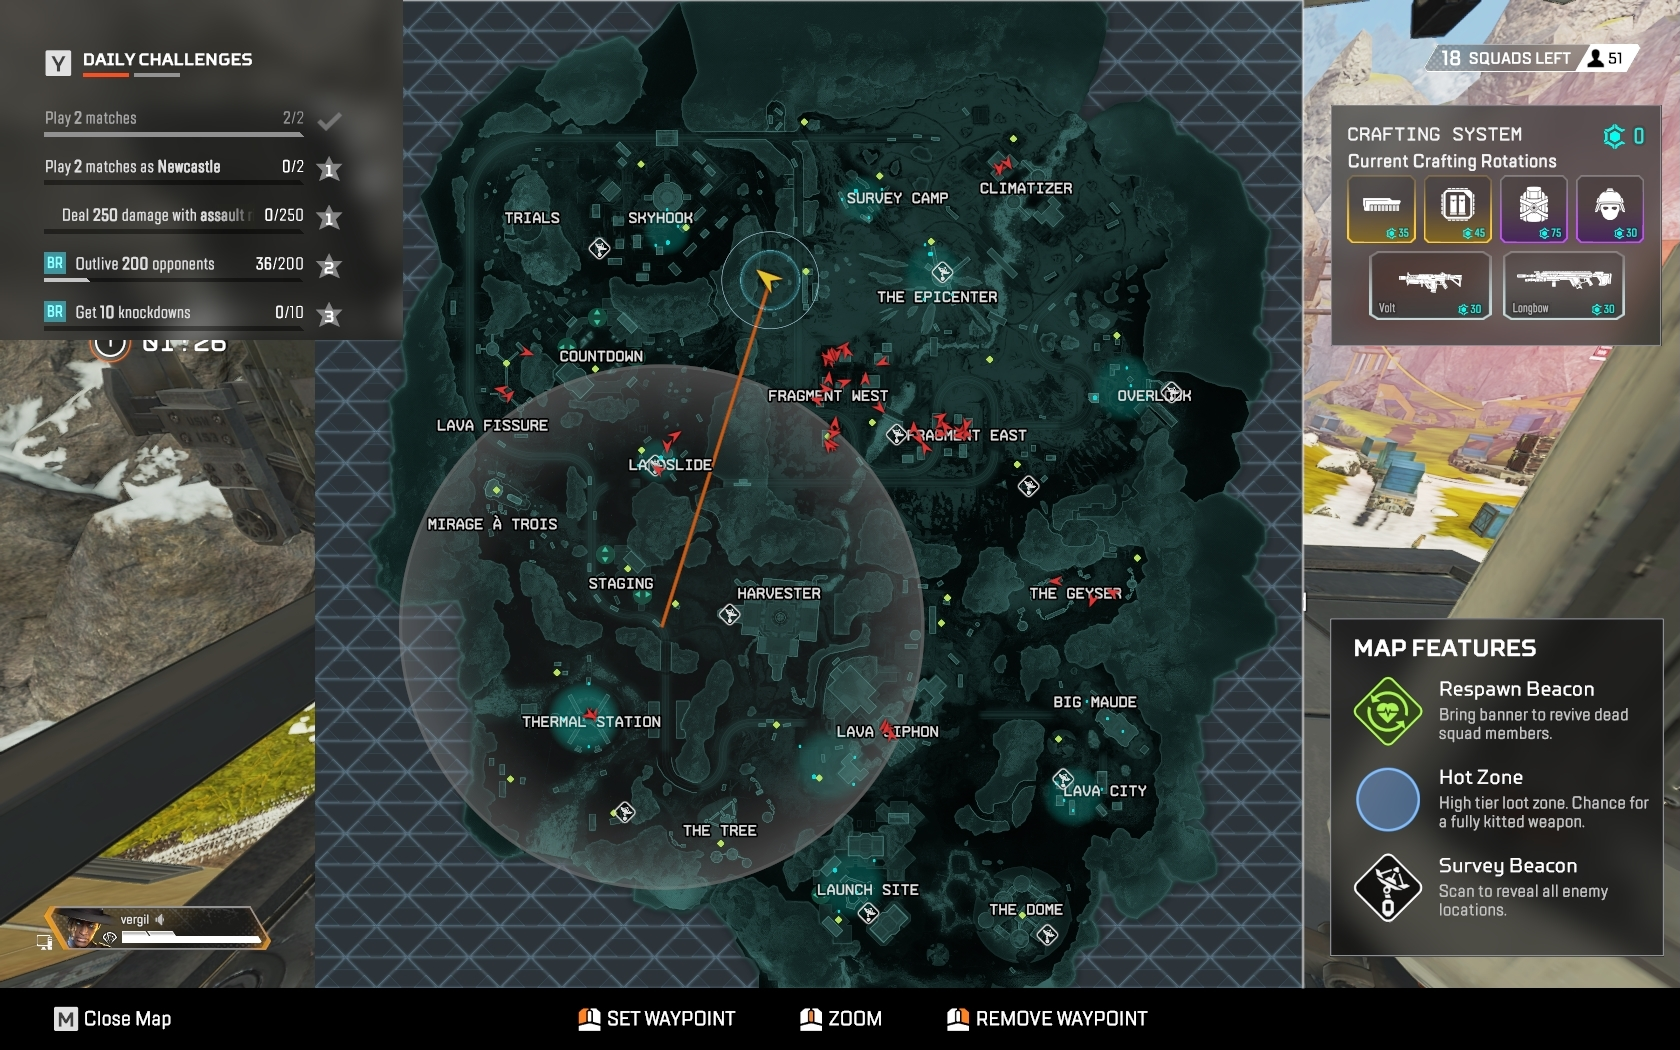 Y DAILY CHALLENGES
Play 2 matches 2/2
Play 2 matches as Newcastle 0/2 1
Deal 250 damage with assault 0/250 1
BR Outlive 200 opponents 36/200 2
BR Get 10 knockdowns 0/10 3
01:26
18 SQUADS LEFT 51
CRAFTING SYSTEM 0
Current Crafting Rotations
35 45 75 30
Volt 30 Longbow 30
TRIALS
SKYHOOK
SURVEY CAMP
CLIMATIZER
THE EPICENTER
COUNTDOWN
FRAGMENT WEST
OVERLOOK
LAVA FISSURE
FRAGMENT EAST
LANDSLIDE
MIRAGE À TROIS
STAGING
HARVESTER
THE GEYSER
THERMAL STATION
BIG MAUDE
LAVA SIPHON
LAVA CITY
THE TREE
LAUNCH SITE
THE DOME
MAP FEATURES
Respawn Beacon
Bring banner to revive dead
squad members.
Hot Zone
High tier loot zone. Chance for
a fully kitted weapon.
Survey Beacon
Scan to reveal all enemy
locations.
vergil
M Close Map
SET WAYPOINT
ZOOM
REMOVE WAYPOINT